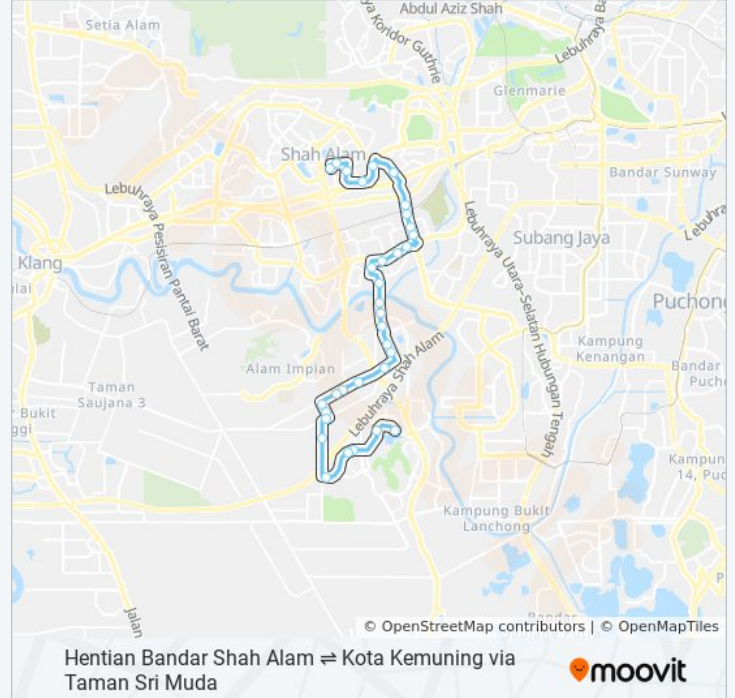 Abdul Aziz Shah
Setia Alam
Koridor Guthrie
Lebuhraya
Glenmarie
Shah Alam
Bandar Sunway
Lebuhraya Pesisiran Pantai Barat
Lebuhraya Utara–Selatan Hubungan Tengah
Subang Jaya
Klang
Puchong
Kampung
Kenangan
Lebuhraya Shah Alam
Alam Impian
Bandar
Puch
Taman
Saujana 3
Bukit
ggi
Kampun
14, Puc
Kampung Bukit
Lanchong
Jalan
Bandar
© OpenStreetMap contributors | © OpenMapTiles
Hentian Bandar Shah Alam ⇌ Kota Kemuning via
Taman Sri Muda
moovit